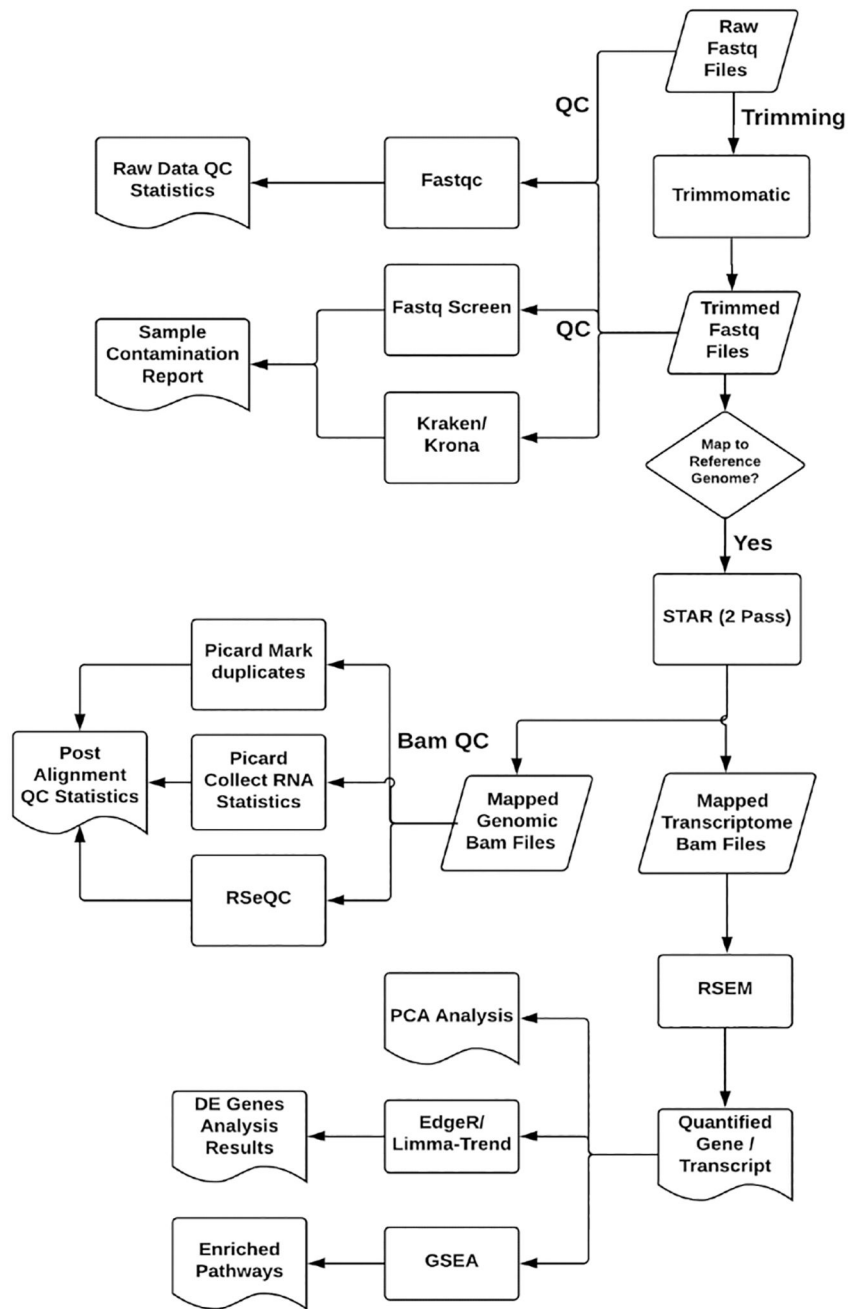 Raw
Fastq
Files
QC
Trimming
Raw Data QC
Statistics
Fastqc
Trimmomatic
Fastq Screen
QC
Trimmed
Fastq
Files
Sample
Contamination
Report
Kraken/
Krona
Map to
Reference
Genome?
Yes
STAR (2 Pass)
Picard Mark
duplicates
Bam QC
Post
Alignment
QC Statistics
Picard
Collect RNA
Statistics
Mapped
Genomic
Bam Files
Mapped
Transcriptome
Bam Files
RSeQC
RSEM
PCA Analysis
DE Genes
Analysis
Results
EdgeR/
Limma-Trend
Quantified
Gene /
Transcript
Enriched
Pathways
GSEA